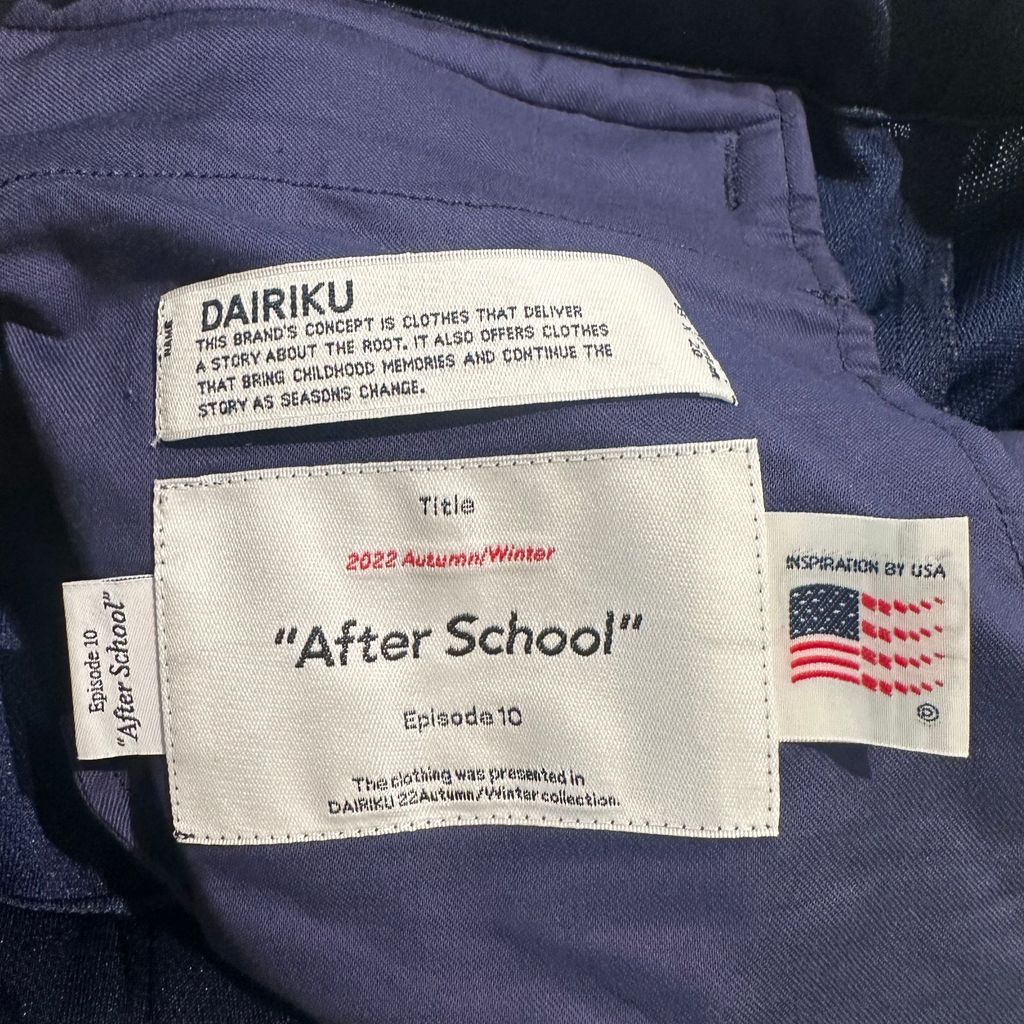 NAME
DAIRIKU
THIS BRAND'S CONCEPT IS CLOTHES THAT DELIVER
A STORY ABOUT THE ROOT. IT ALSO OFFERS CLOTHES
THAT BRING CHILDHOOD MEMORIES AND CONTINUE THE
STORY AS SEASONS CHANGE.
Title
2022 Autumn/Winter
"After School"
Episode 10
The clothing was presented in
DAIRIKU 22Autumn/Winter collection.
Episode 10
"After School"
INSPIRATION BY USA
Ⓟ